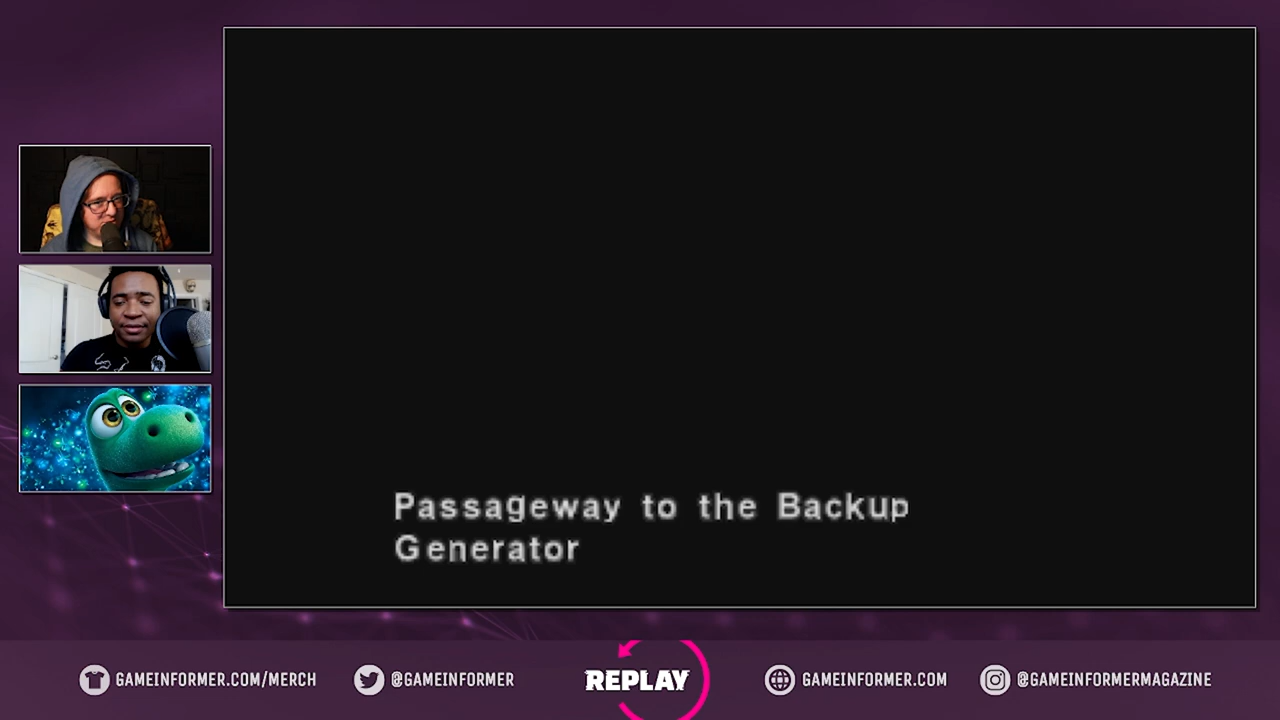 Passageway to the Backup
Generator
GAMEINFORMER.COM/MERCH
@GAMEINFORMER
REPLAY
GAMEINFORMER.COM
@GAMEINFORMERMAGAZINE